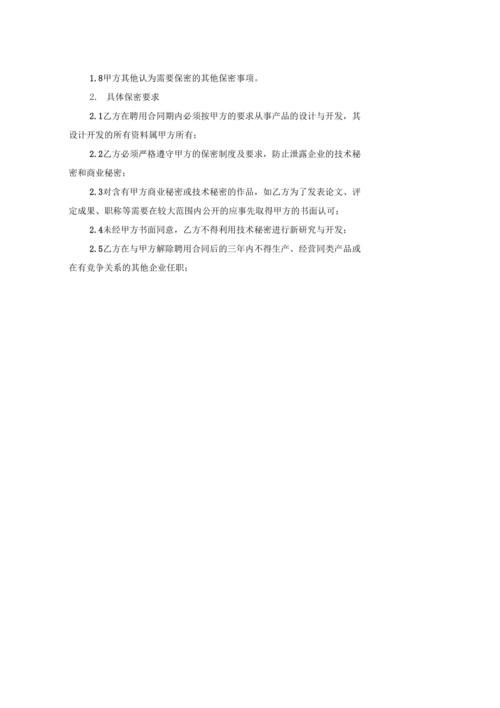 1.8甲方其他认为需要保密的其他保密事项。
2. 具体保密要求
2.1乙方在聘用合同期内必须按甲方的要求从事产品的设计与开发，其
设计开发的所有资料属甲方所有；
2.2乙方必须严格遵守甲方的保密制度及要求，防止泄露企业的技术秘
密和商业秘密；
2.3对含有甲方商业秘密或技术秘密的作品，如乙方为了发表论文、评
定成果、职称等需要在较大范围内公开的应事先取得甲方的书面认可；
2.4未经甲方书面同意，乙方不得利用技术秘密进行新研究与开发；
2.5乙方在与甲方解除聘用合同后的三年内不得生产、经营同类产品或
在有竞争关系的其他企业任职；